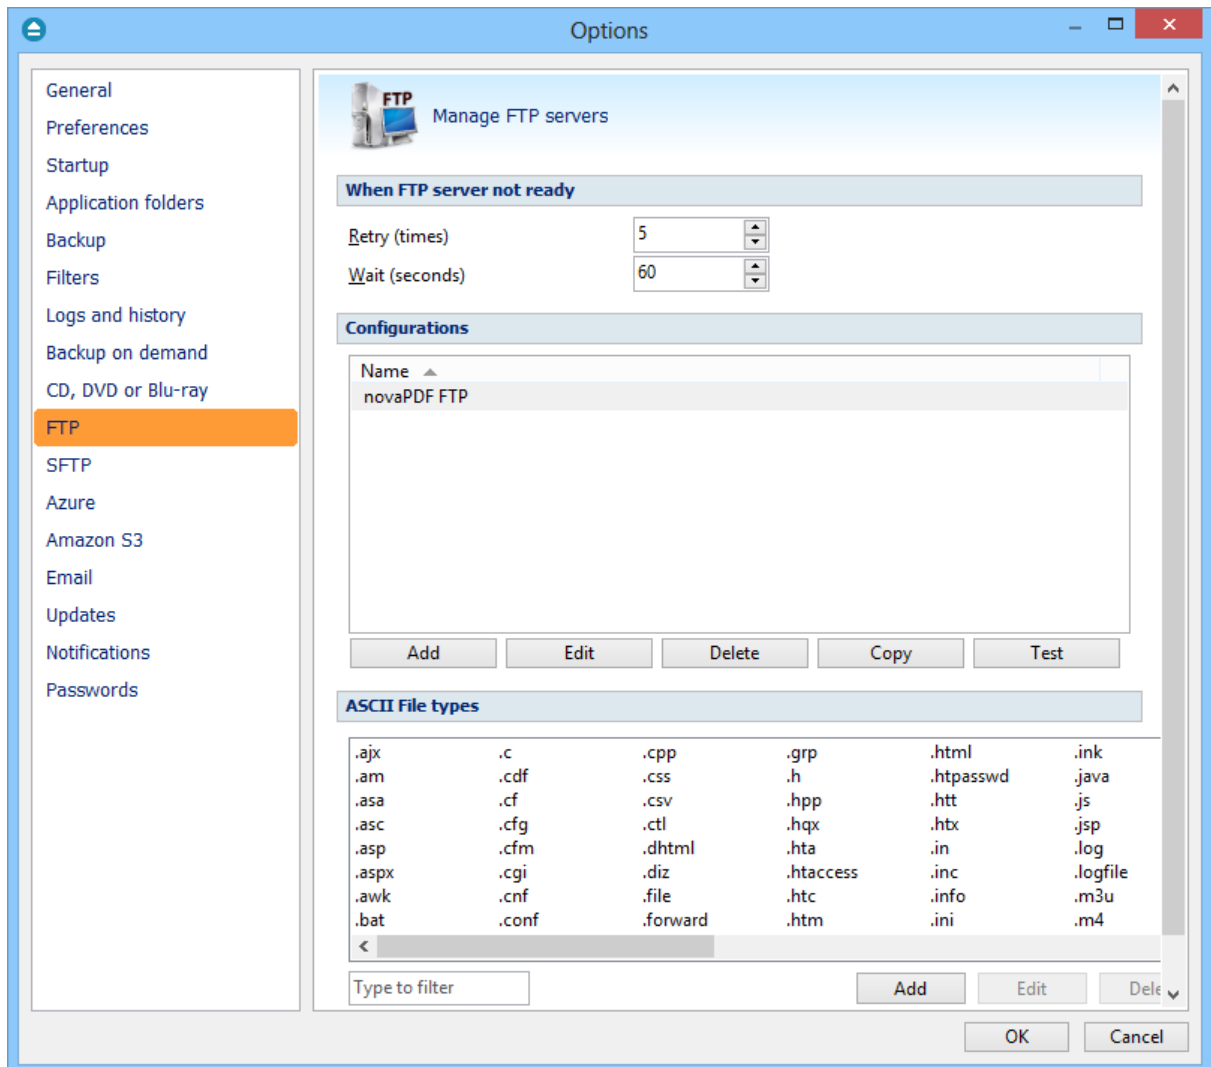 Options
General
Preferences
Startup
Application folders
Backup
Filters
Logs and history
Backup on demand
CD, DVD or Blu-ray
FTP
SFTP
Azure
Amazon S3
Email
Updates
Notifications
Passwords
FTP
Manage FTP servers
When FTP server not ready
Retry (times) 5
Wait (seconds) 60
Configurations
Name
novaPDF FTP
Add Edit Delete Copy Test
ASCII File types
.ajx .c .cpp .grp .html .ink
.am .cdf .css .h .htpasswd .java
.asa .cf .csv .hpp .htt .js
.asc .cfg .ctl .hqx .htx .jsp
.asp .cfm .dhtml .hta .in .log
.aspx .cgi .diz .htaccess .inc .logfile
.awk .cnf .file .htc .info .m3u
.bat .conf .forward .htm .ini .m4
Type to filter Add Edit Dele
OK Cancel